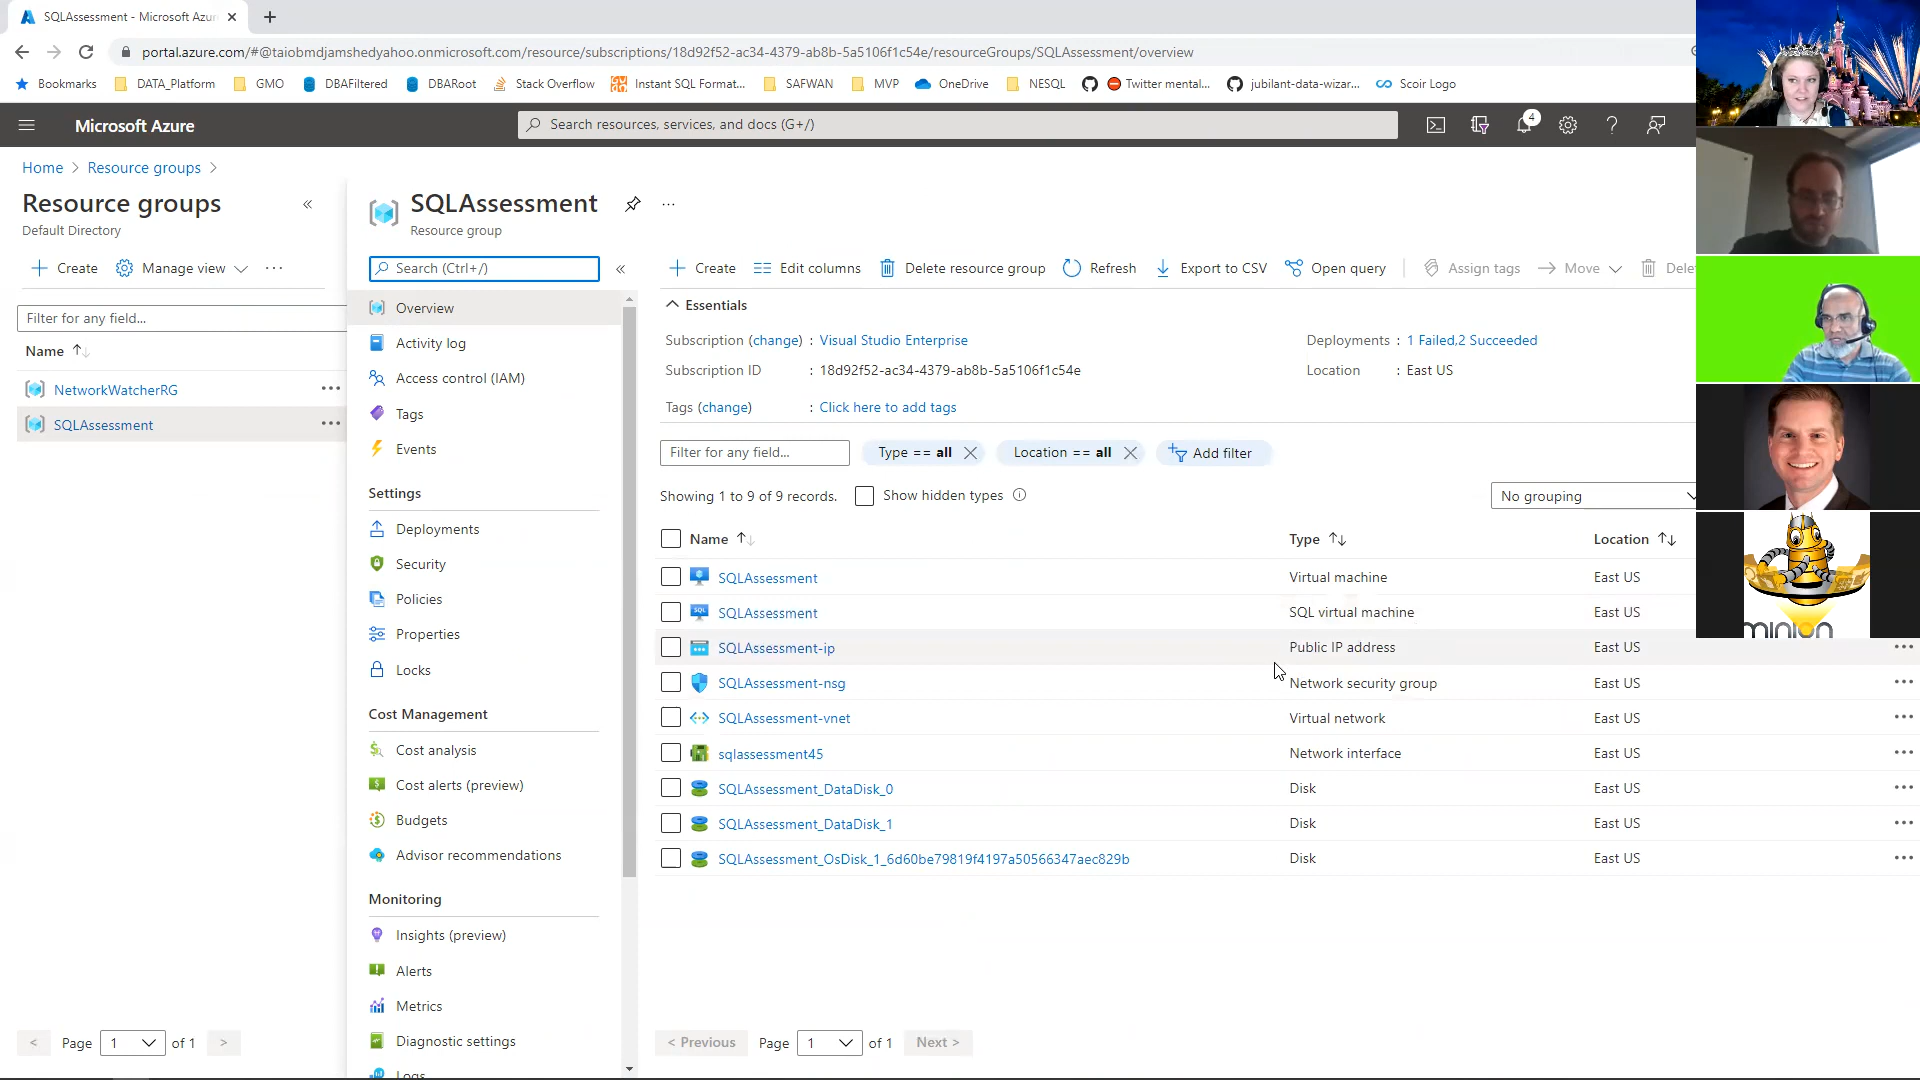 SQLAssessment - Microsoft Azur
portal.azure.com/#@taiobmdjamshedyahoo.onmicrosoft.com/resource/subscriptions/18d92f52-ac34-4379-ab8b-5a5106f1c54e/resourceGroups/SQLAssessment/overview
Bookmarks DATA_Platform GMO DBAFiltered DBARoot Stack Overflow Instant SQL Format... SAFWAN MVP OneDrive NESQL Twitter mental... jubilant-data-wizar... Scoir Logo
Microsoft Azure
Search resources, services, and docs (G+/)
4
Home > Resource groups >
Resource groups
Default Directory
+ Create Manage view ...
Filter for any field...
Name
NetworkWatcherRG ...
SQLAssessment ...
< Page 1 of 1 >
SQLAssessment ...
Resource group
Search (Ctrl+/)
Overview
Activity log
Access control (IAM)
Tags
Events
Settings
Deployments
Security
Policies
Properties
Locks
Cost Management
Cost analysis
Cost alerts (preview)
Budgets
Advisor recommendations
Monitoring
Insights (preview)
Alerts
Metrics
Diagnostic settings
Logs
+ Create Edit columns Delete resource group Refresh Export to CSV Open query Assign tags Move Dele
Essentials
Subscription (change) : Visual Studio Enterprise
Deployments : 1 Failed,2 Succeeded
Subscription ID : 18d92f52-ac34-4379-ab8b-5a5106f1c54e
Location : East US
Tags (change) : Click here to add tags
Filter for any field... Type == all Location == all Add filter
Showing 1 to 9 of 9 records. Show hidden types No grouping
Name Type Location
SQLAssessment Virtual machine East US
SQL SQLAssessment SQL virtual machine East US
SQLAssessment-ip Public IP address East US ...
SQLAssessment-nsg Network security group East US ...
SQLAssessment-vnet Virtual network East US ...
sqlassessment45 Network interface East US ...
SQLAssessment_DataDisk_0 Disk East US ...
SQLAssessment_DataDisk_1 Disk East US ...
SQLAssessment_OsDisk_1_6d60be79819f4197a50566347aec829b Disk East US ...
< Previous Page 1 of 1 Next >
minion